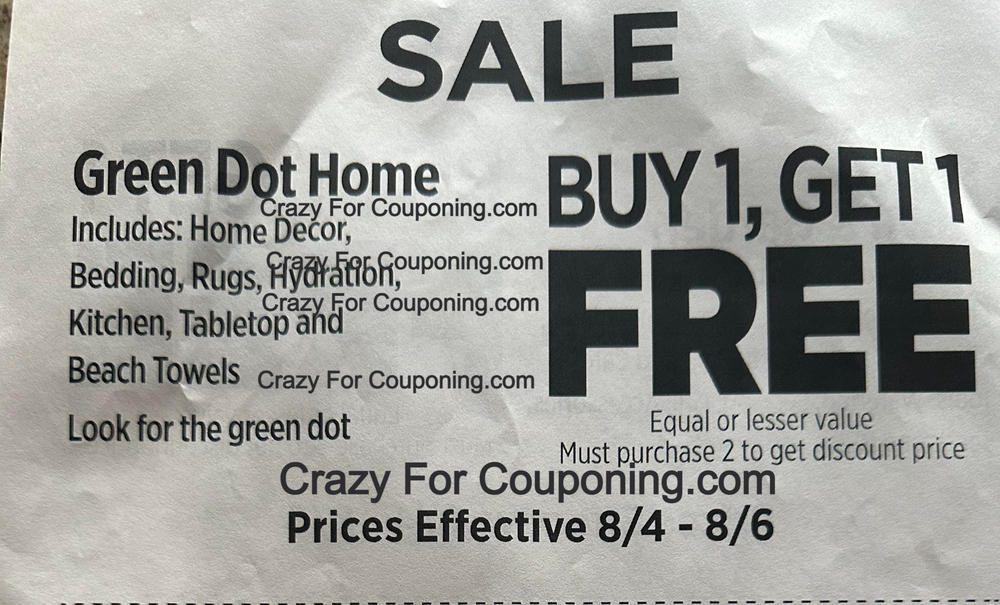 SALE
Green Dot Home
Crazy For Couponing.com
Includes: Home Decor,
Crazy For Couponing.com
Bedding, Rugs, Hydration,
Crazy For Couponing.com
Kitchen, Tabletop and
Beach Towels
Crazy For Couponing.com
Look for the green dot
BUY 1, GET 1
FREE
Equal or lesser value
Must purchase 2 to get discount price
Crazy For Couponing.com
Prices Effective 8/4 - 8/6